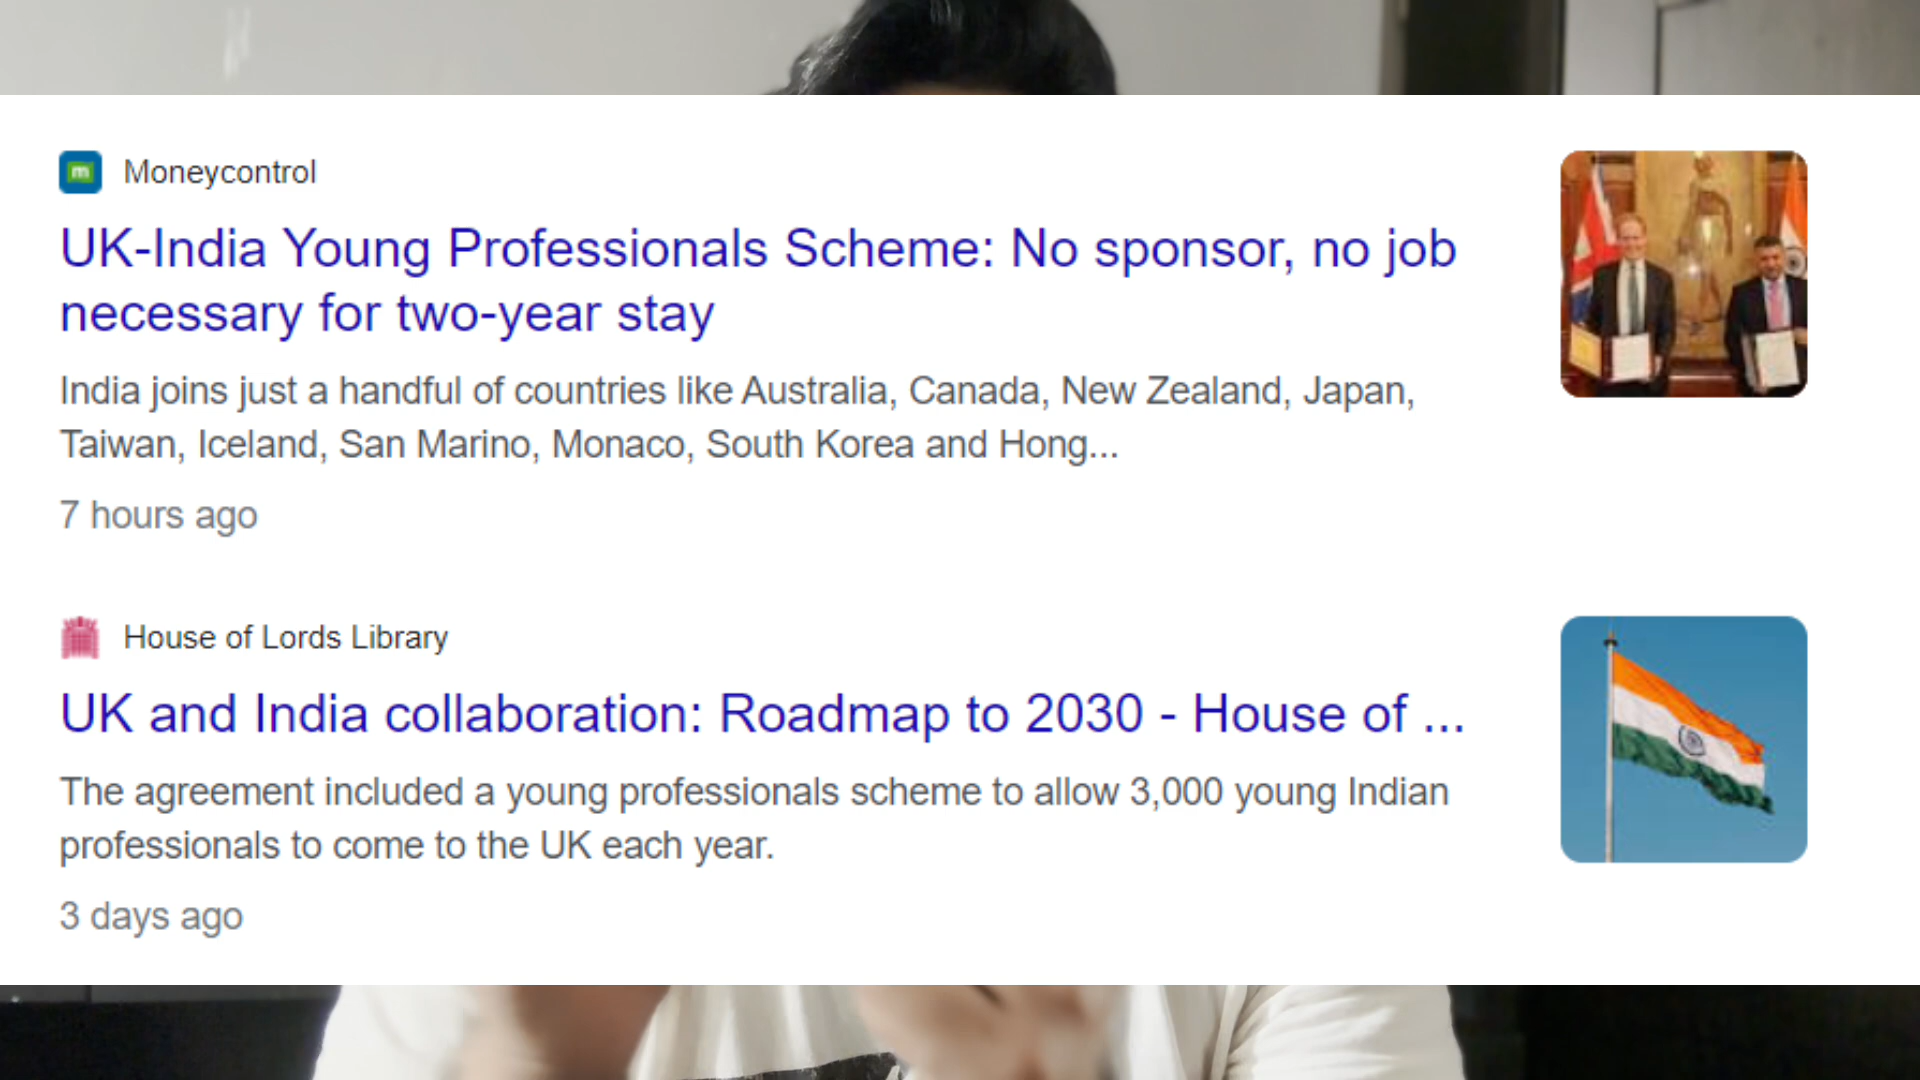 Moneycontrol
UK-India Young Professionals Scheme: No sponsor, no job
necessary for two-year stay
India joins just a handful of countries like Australia, Canada, New Zealand, Japan,
Taiwan, Iceland, San Marino, Monaco, South Korea and Hong...
7 hours ago
House of Lords Library
UK and India collaboration: Roadmap to 2030 - House of ...
The agreement included a young professionals scheme to allow 3,000 young Indian
professionals to come to the UK each year.
3 days ago